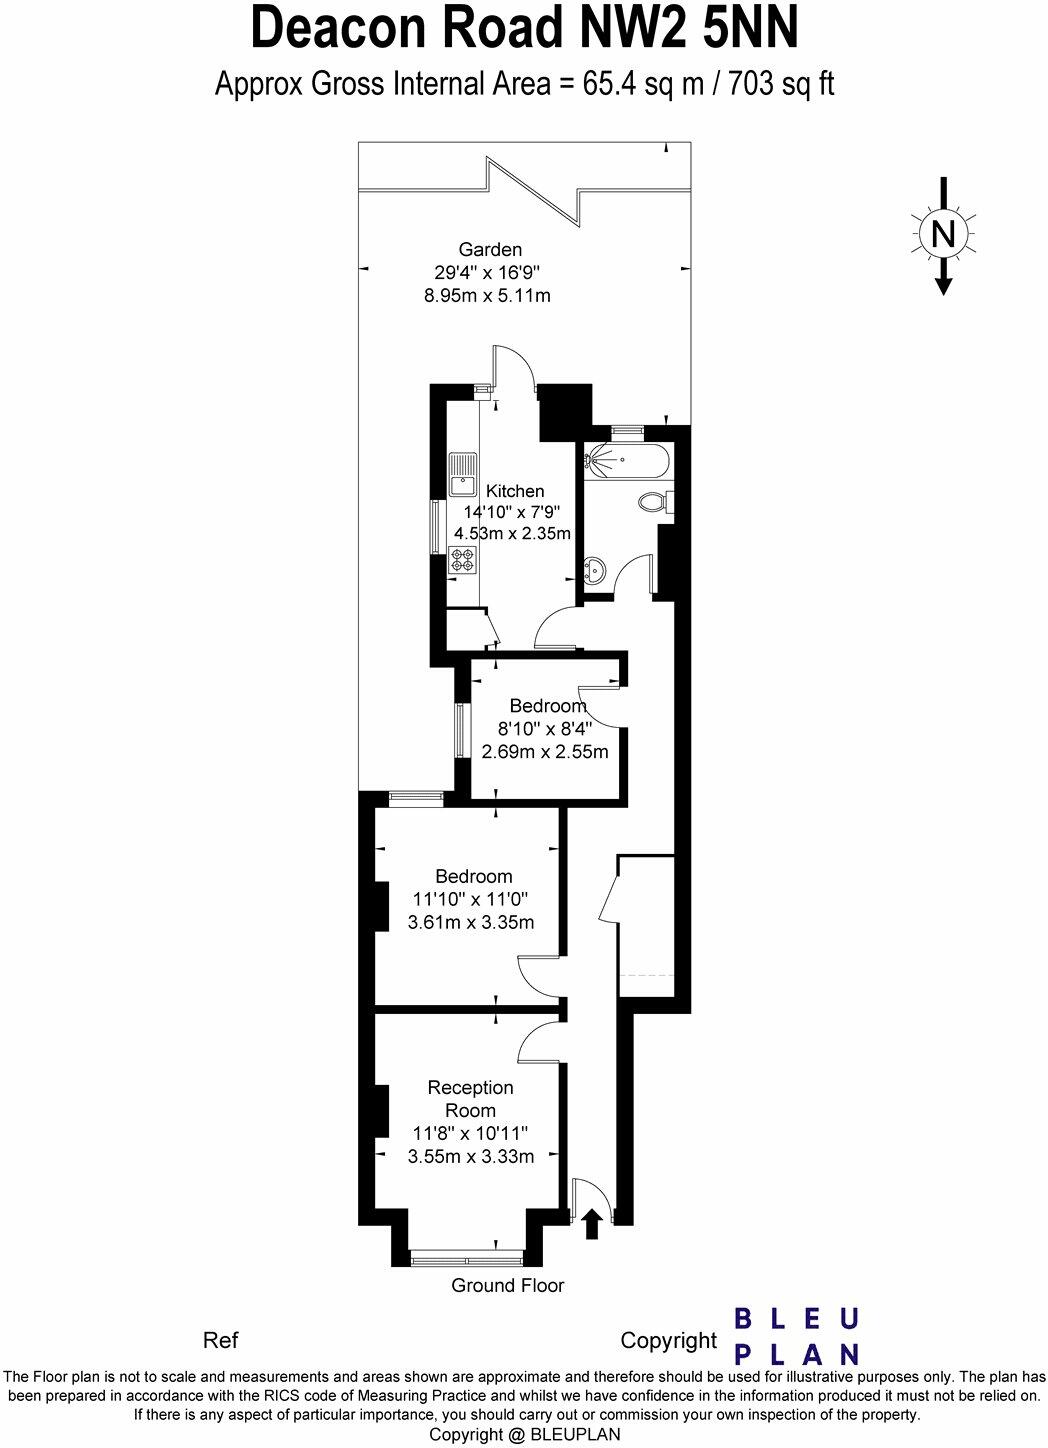 Deacon Road NW2 5NN
Approx Gross Internal Area = 65.4 sq m / 703 sq ft
N
Garden
29'4" x 16'9"
8.95m x 5.11m
Kitchen
14'10" x 7'9"
4.53m x 2.35m
Bedroom
8'10" x 8'4"
2.69m x 2.55m
Bedroom
11'10" x 11'0"
3.61m x 3.35m
Reception
Room
11'8" x 10'11"
3.55m x 3.33m
Ground Floor
Ref
Copyright
BLEU
PLAN
The Floor plan is not to scale and measurements and areas shown are approximate and therefore should be used for illustrative purposes only. The plan has
been prepared in accordance with the RICS code of Measuring Practice and whilst we have confidence in the information produced it must not be relied on.
If there is any aspect of particular importance, you should carry out or commission your own inspection of the property.
Copyright @ BLEUPLAN